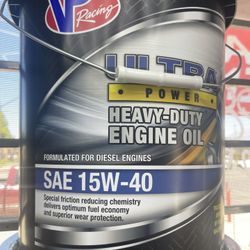 VP
Racing
ULTRA
POWER
HEAVY-DUTY
ENGINE OIL
FORMULATED FOR DIESEL ENGINES
SAE 15W-40
Special friction reducing chemistry
delivers optimum fuel economy
and superior wear protection.